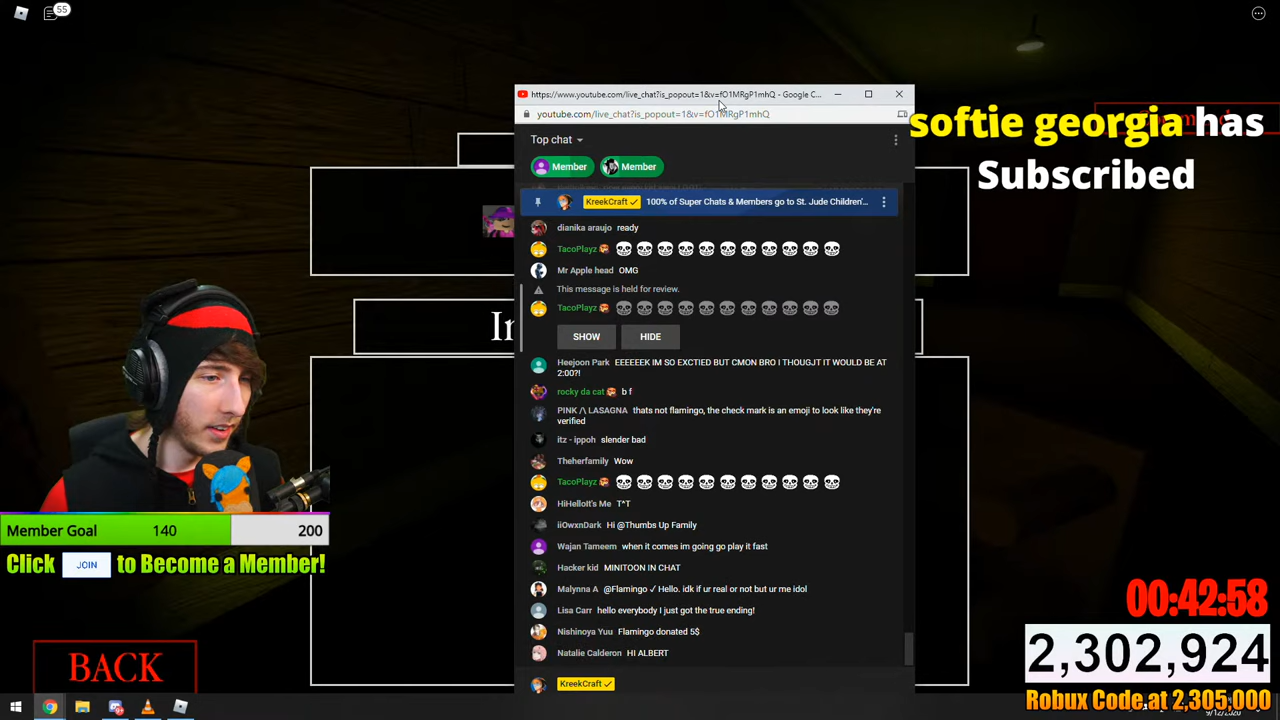 55
https://www.youtube.com/live_chat?is_popout=1&v=fO1MRgP1mhQ - Google C...
youtube.com/live_chat?is_popout=1&v=fO1MRgP1mhQ
softie georgia has
Subscribed
Top chat
Member Member
KreekCraft ✓ 100% of Super Chats & Members go to St. Jude Children'...
dianika araujo ready
TacoPlayz
Mr Apple head OMG
This message is held for review.
TacoPlayz
SHOW HIDE
Heejoon Park EEEEEEK IM SO EXCTIED BUT CMON BRO I THOUGJT IT WOULD BE AT
2:00?!
rocky da cat b f
PINK /\ LASAGNA thats not flamingo, the check mark is an emoji to look like they're
verified
itz - ippoh slender bad
Theherfamily Wow
TacoPlayz
HiHelloIt's Me T*T
iiOwxnDark Hi @Thumbs Up Family
Wajan Tameem when it comes im going go play it fast
Hacker kid MINITOON IN CHAT
Malynna A @Flamingo ✓ Hello. idk if ur real or not but ur me idol
Lisa Carr hello everybody I just got the true ending!
Nishinoya Yuu Flamingo donated 5$
Natalie Calderon HI ALBERT
KreekCraft ✓
Member Goal 140 200
Click JOIN to Become a Member!
BACK
00:42:58
2,302,924
Robux Code at 2,305,000
9/12/2020